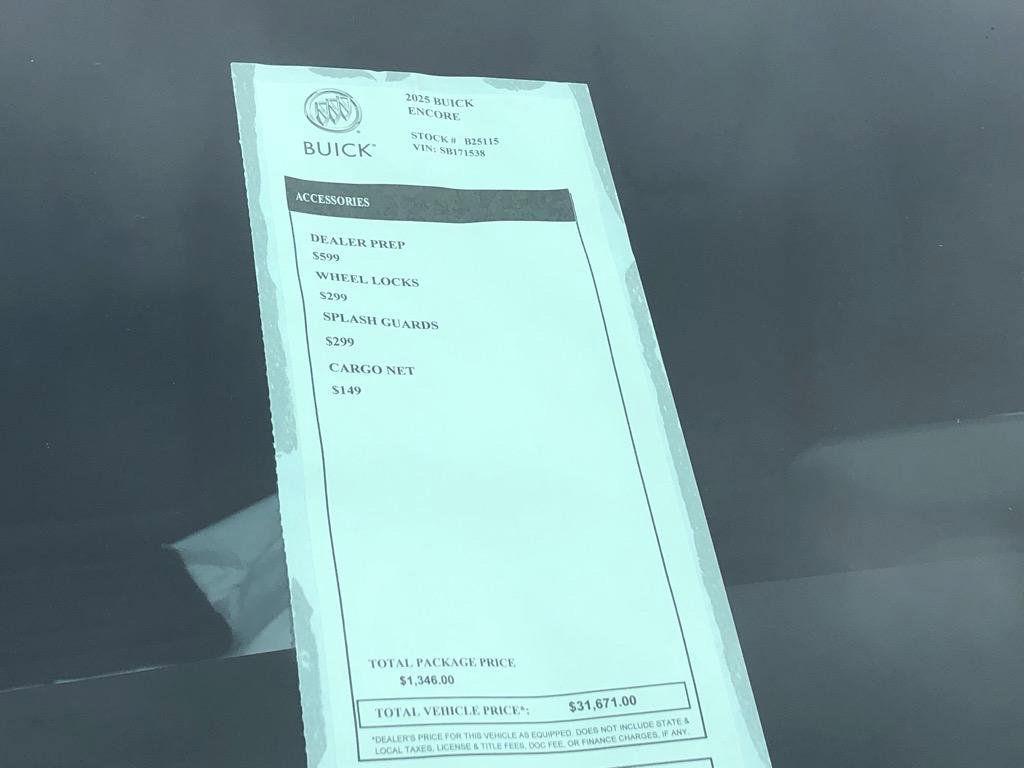 2025 BUICK
ENCORE
STOCK # B25115
VIN: SB171538
BUICK
ACCESSORIES
DEALER PREP
$599
WHEEL LOCKS
$299
SPLASH GUARDS
$299
CARGO NET
$149
TOTAL PACKAGE PRICE
$1,346.00
TOTAL VEHICLE PRICE*: $31,671.00
*DEALER'S PRICE FOR THIS VEHICLE AS EQUIPPED. DOES NOT INCLUDE STATE &
LOCAL TAXES, LICENSE & TITLE FEES, DOC FEE, OR FINANCE CHARGES, IF ANY.